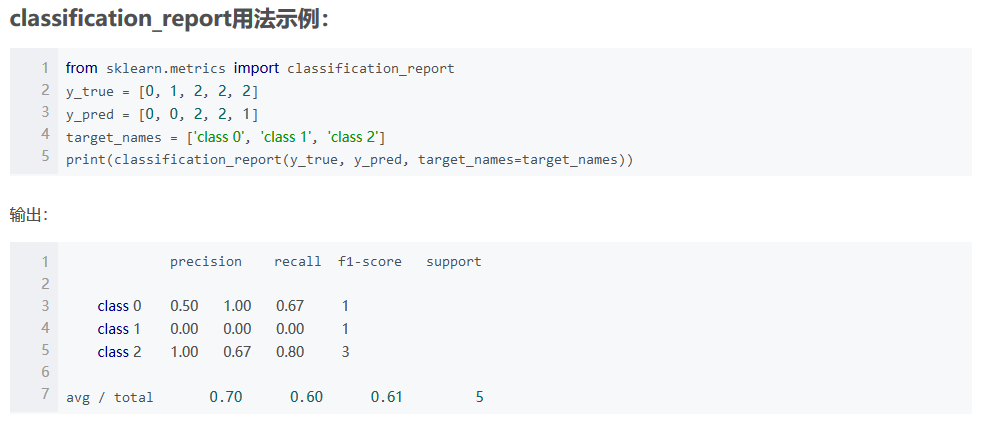 classification_report用法示例：
1 from sklearn.metrics import classification_report
2 y_true = [0, 1, 2, 2, 2]
3 y_pred = [0, 0, 2, 2, 1]
4 target_names = ['class 0', 'class 1', 'class 2']
5 print(classification_report(y_true, y_pred, target_names=target_names))
输出：
1 precision recall f1-score support
2
3 class 0 0.50 1.00 0.67 1
4 class 1 0.00 0.00 0.00 1
5 class 2 1.00 0.67 0.80 3
6
7 avg / total 0.70 0.60 0.61 5